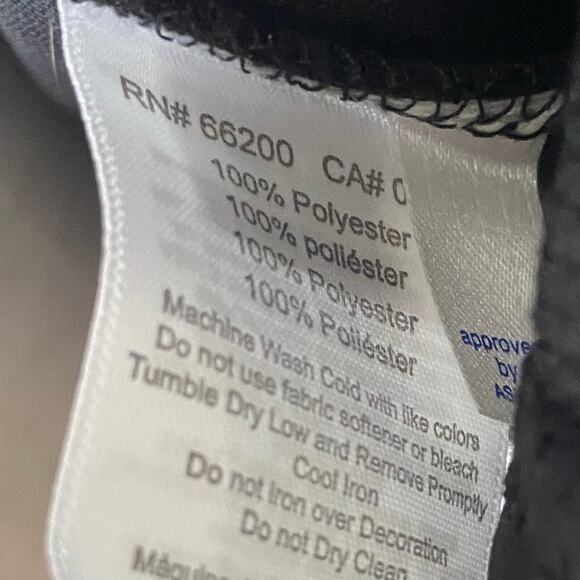 RN# 66200 CA# 0
100% Polyester
100% poliéster
100% Polyester
100% Poliéster
Machine Wash Cold with like colors
Do not use fabric softener or bleach
Tumble Dry Low and Remove Promptly
Cool Iron
Do not Iron over Decoration
Do not Dry Clean
approve
by
AS